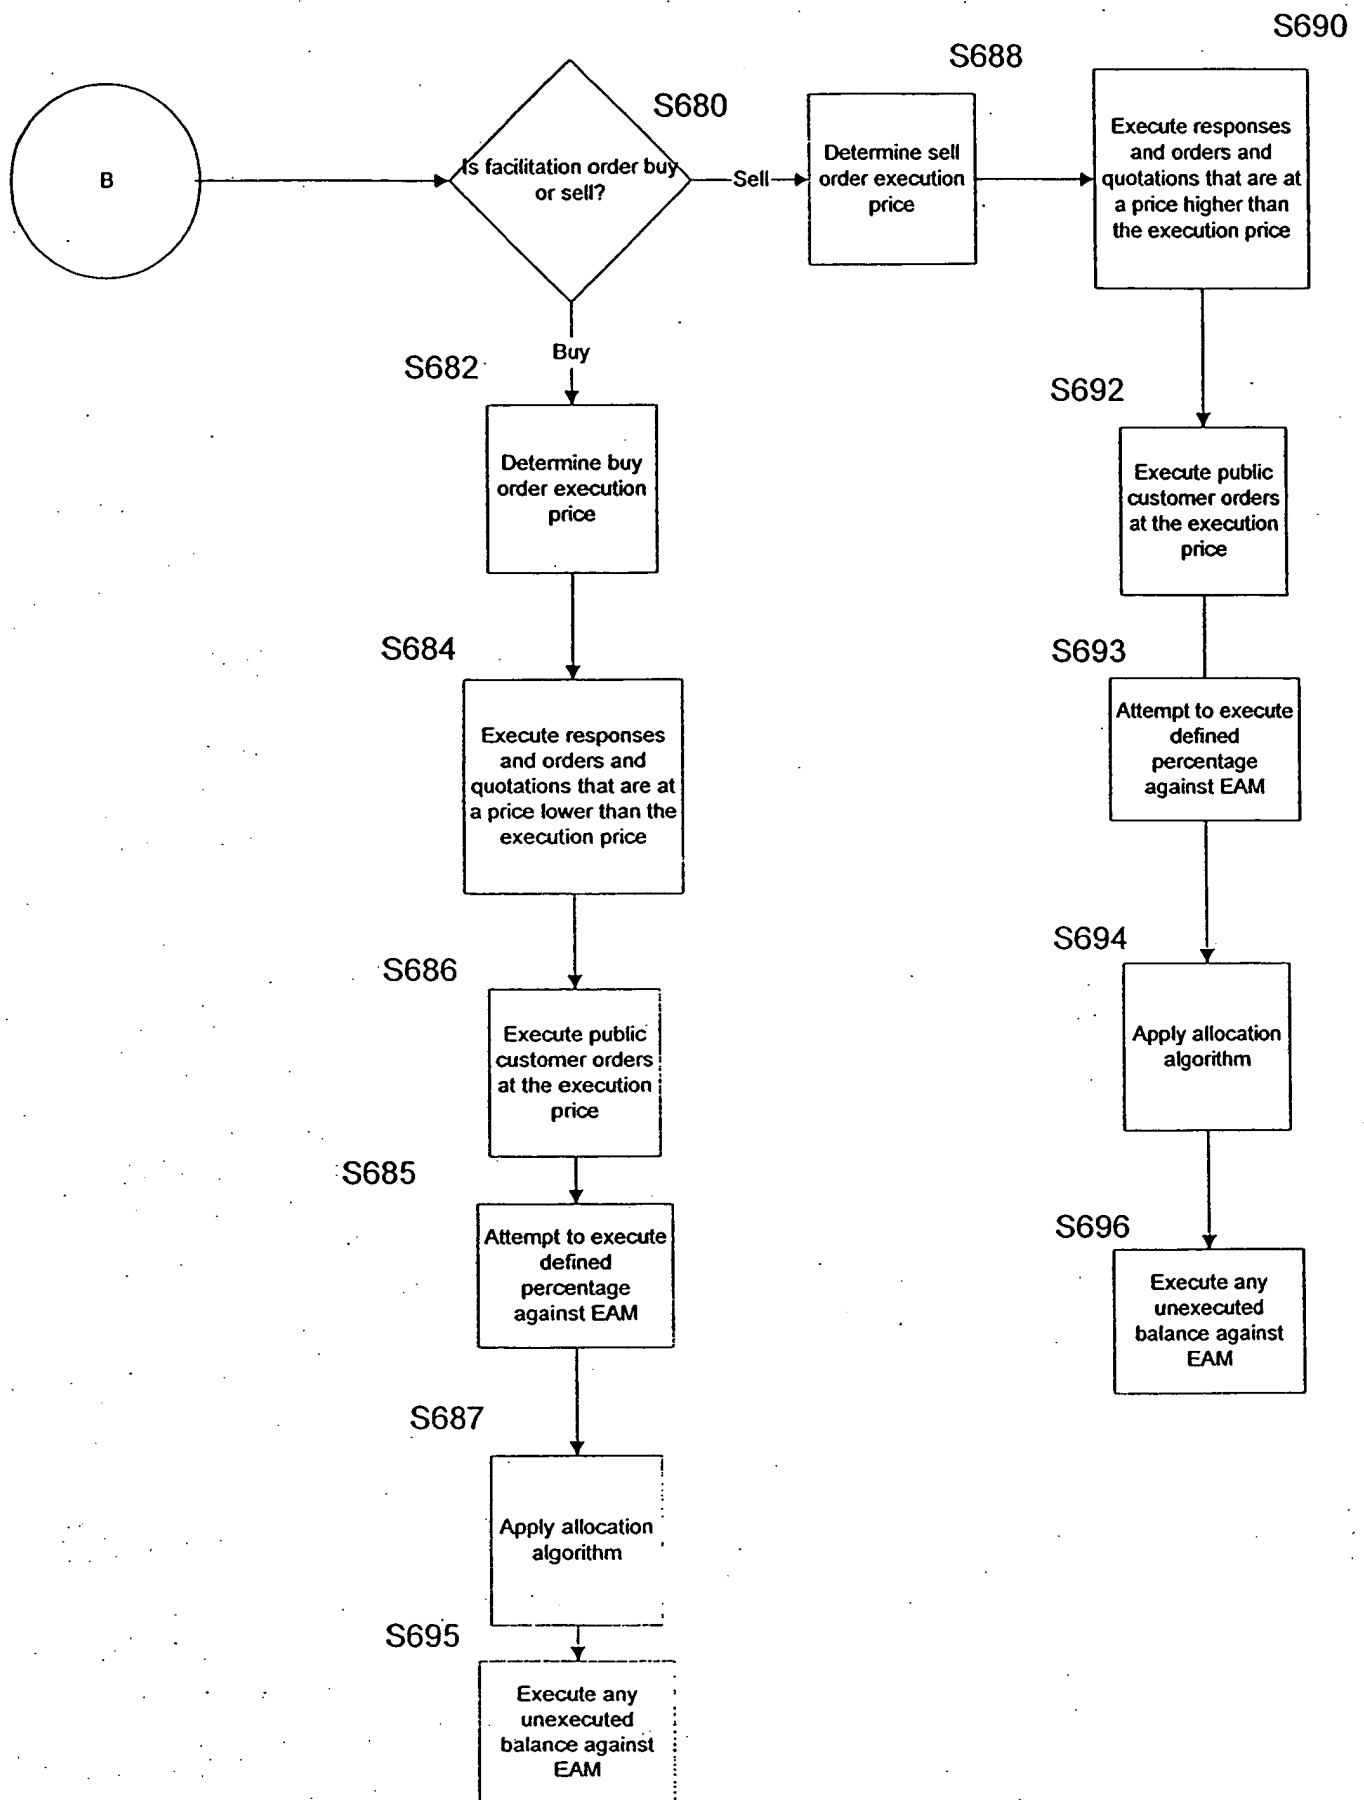 S690
S688
S680
B
Is facilitation order buy
or sell?
Sell
Determine sell
order execution
price
Execute responses
and orders and
quotations that are at
a price higher than
the execution price
Buy
S682
Determine buy
order execution
price
S692
Execute public
customer orders
at the execution
price
S684
Execute responses
and orders and
quotations that are at
a price lower than the
execution price
S693
Attempt to execute
defined
percentage
against EAM
S686
Execute public
customer orders
at the execution
price
S694
Apply allocation
algorithm
S685
Attempt to execute
defined
percentage
against EAM
S696
Execute any
unexecuted
balance against
EAM
S687
Apply allocation
algorithm
S695
Execute any
unexecuted
balance against
EAM